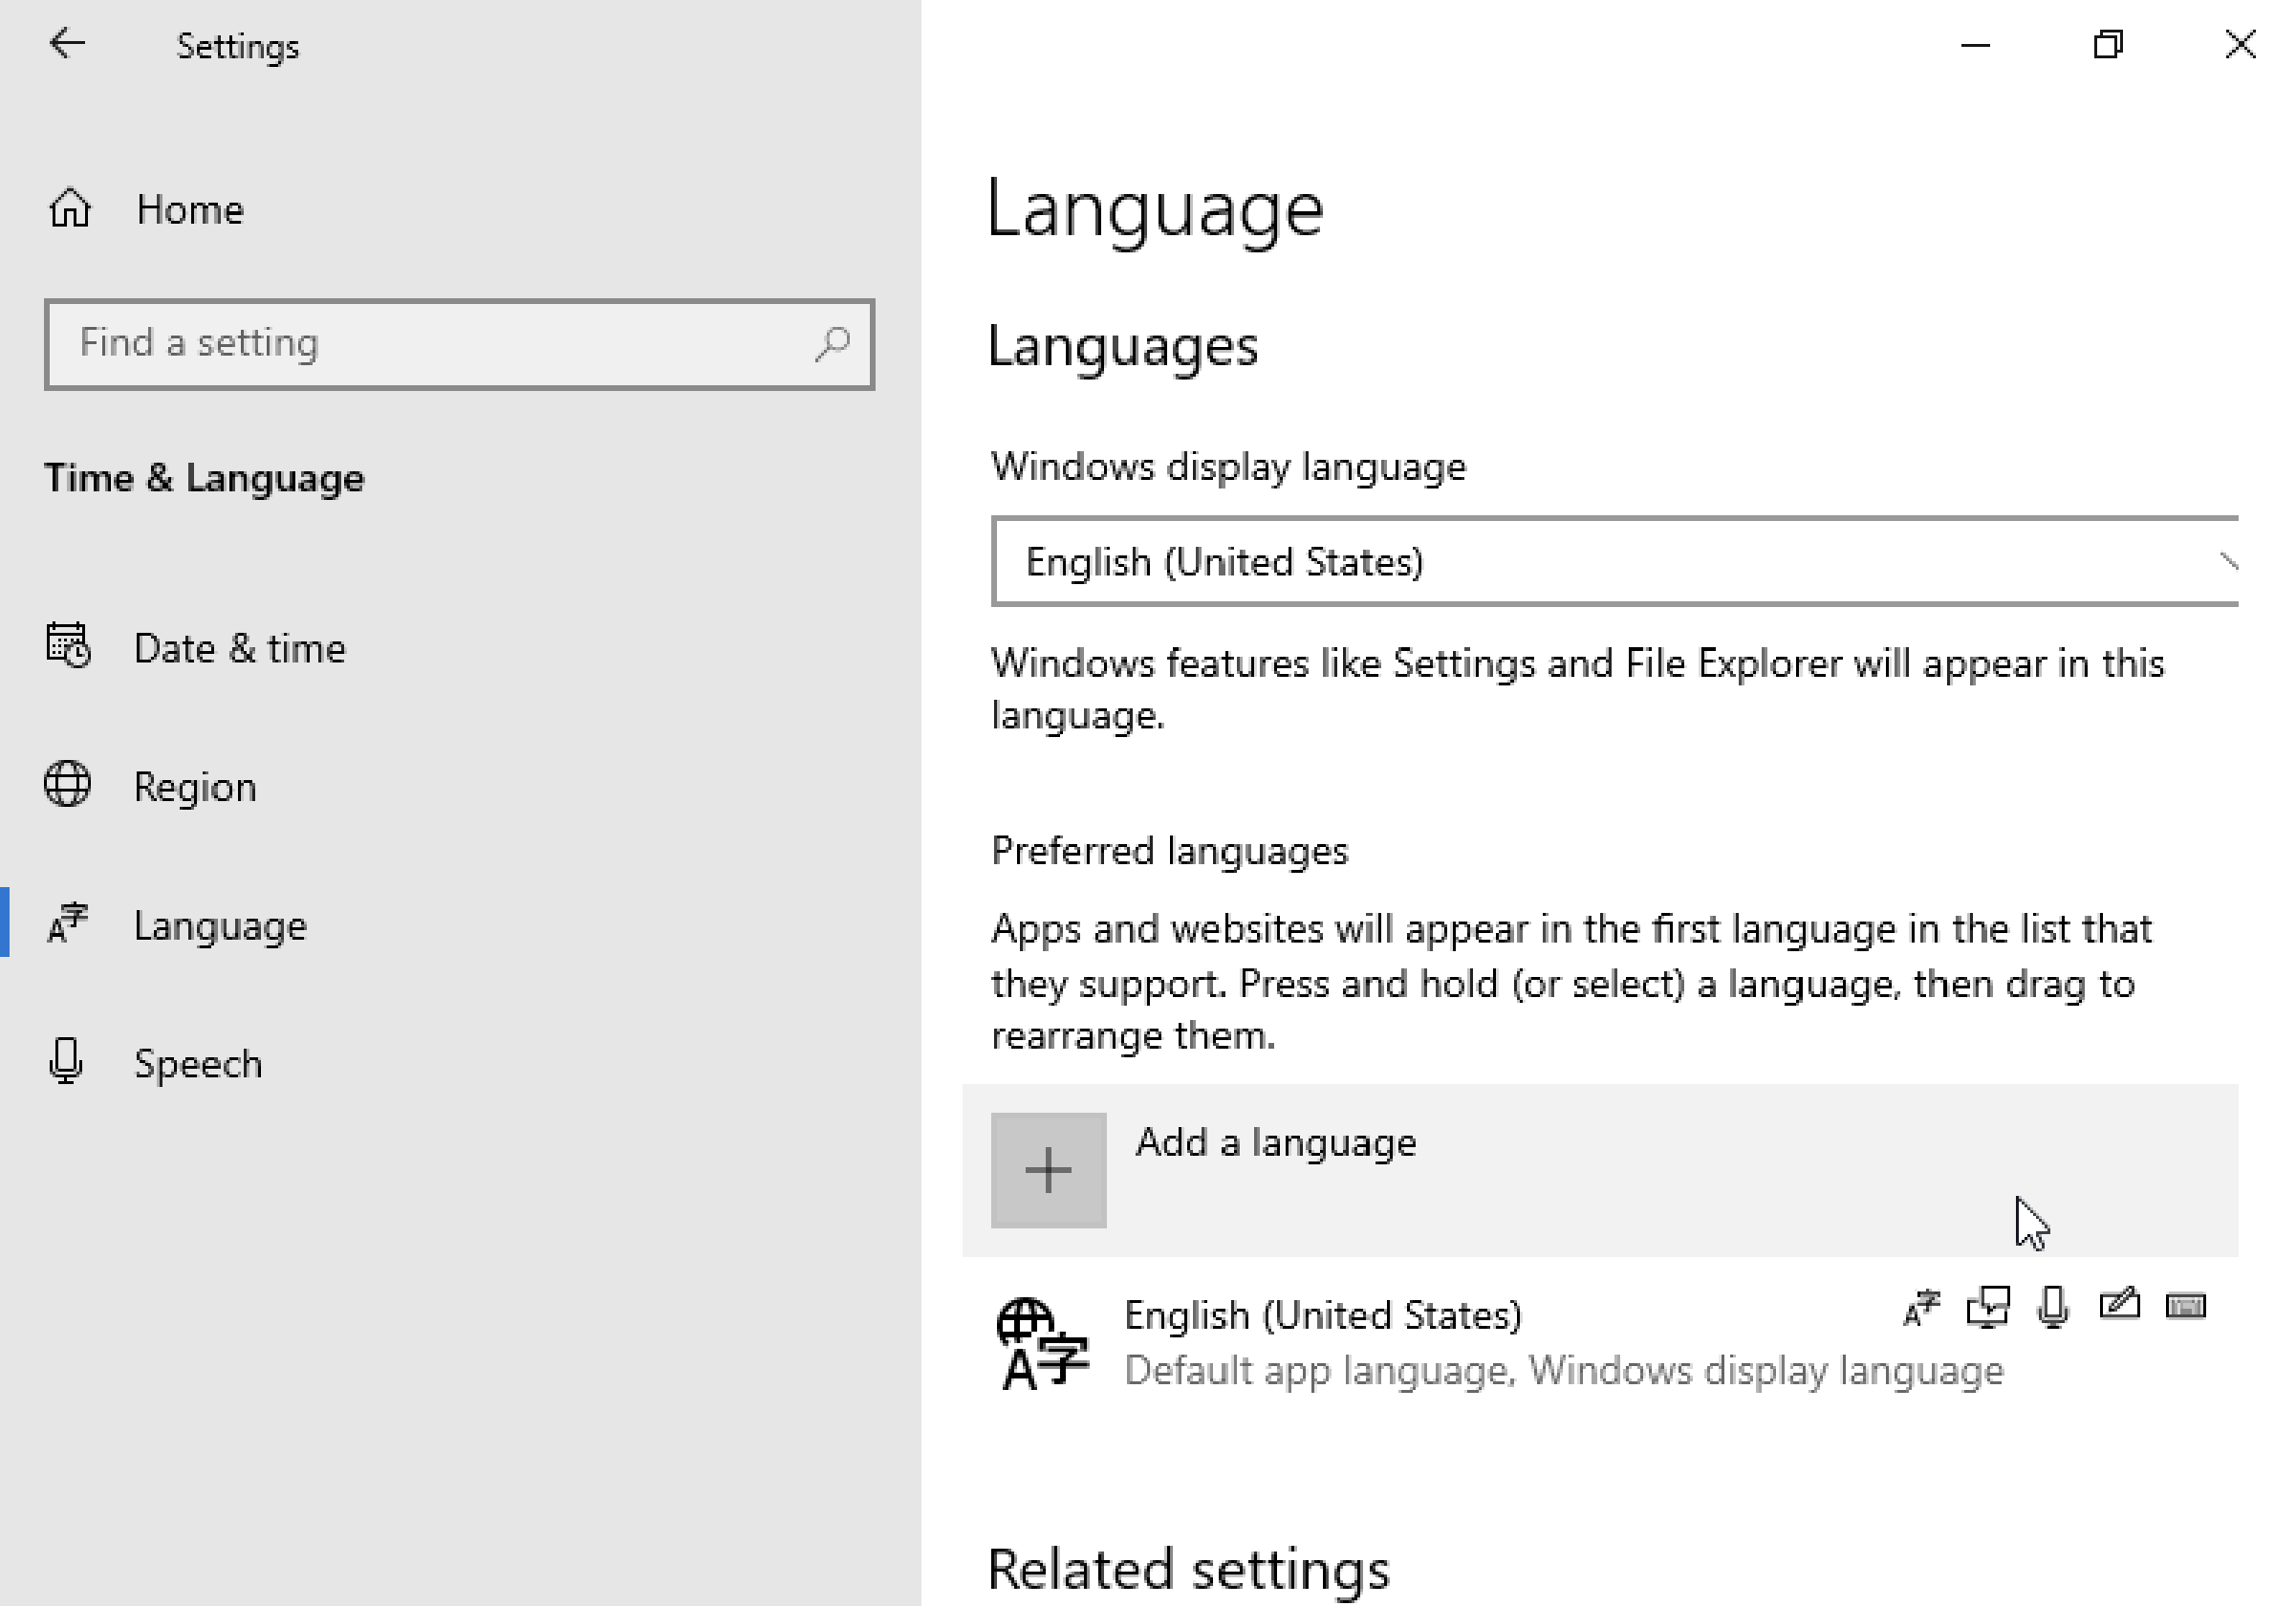 Settings
Home
Find a setting
Time & Language
Date & time
Region
Language
Speech
Language
Languages
Windows display language
English (United States)
Windows features like Settings and File Explorer will appear in this
language.
Preferred languages
Apps and websites will appear in the first language in the list that
they support. Press and hold (or select) a language, then drag to
rearrange them.
Add a language
English (United States)
Default app language, Windows display language
Related settings